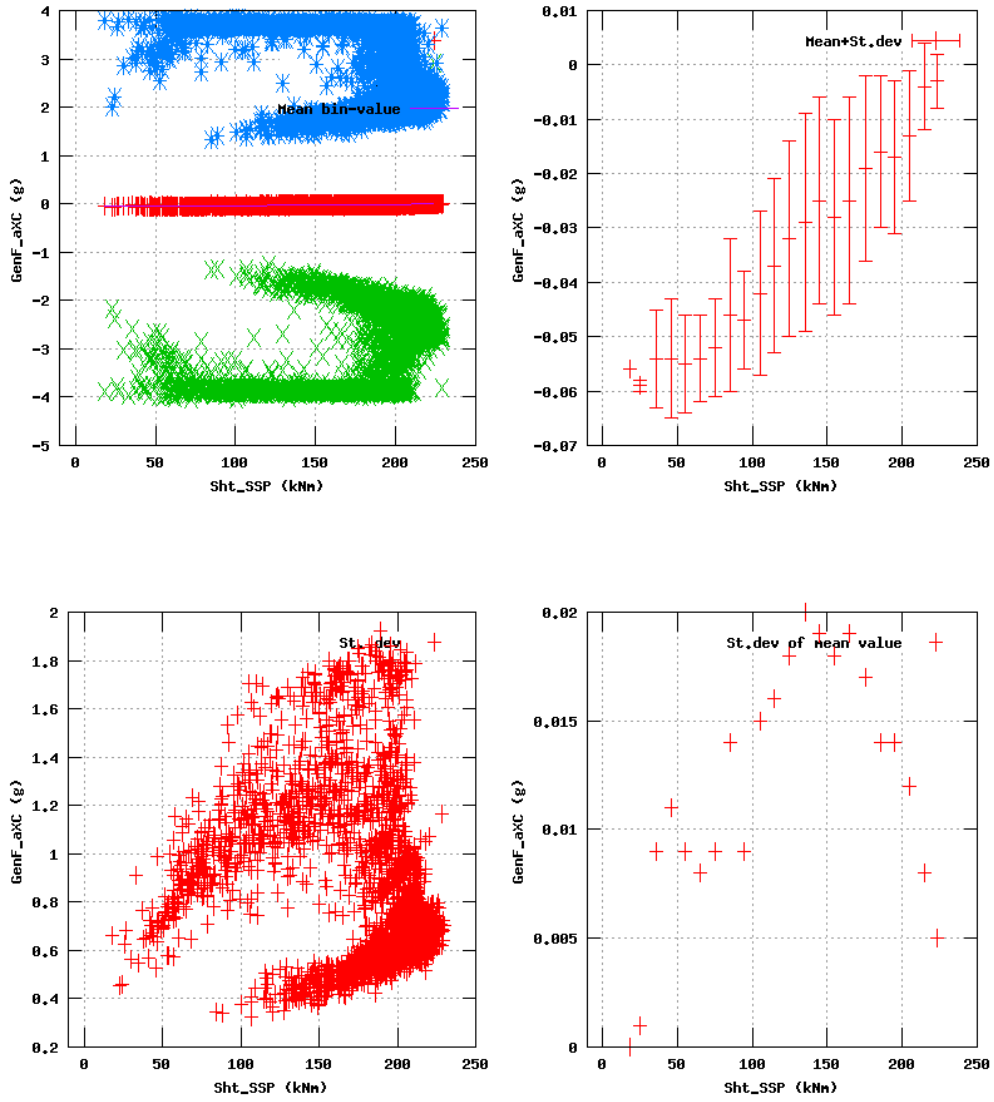 4
3
2
1
0
-1
-2
-3
-4
-5
GenF_aXC (g)
Mean bin-value
0 50 100 150 200 250
Sht_SSP (kNm)
0.01
0
-0.01
-0.02
-0.03
-0.04
-0.05
-0.06
-0.07
GenF_aXC (g)
Mean+St.dev
0 50 100 150 200 250
Sht_SSP (kNm)
2
1.8
1.6
1.4
1.2
1
0.8
0.6
0.4
0.2
GenF_aXC (g)
St. dev
0 50 100 150 200 250
Sht_SSP (kNm)
0.02
0.015
0.01
0.005
0
GenF_aXC (g)
St.dev of mean value
0 50 100 150 200 250
Sht_SSP (kNm)